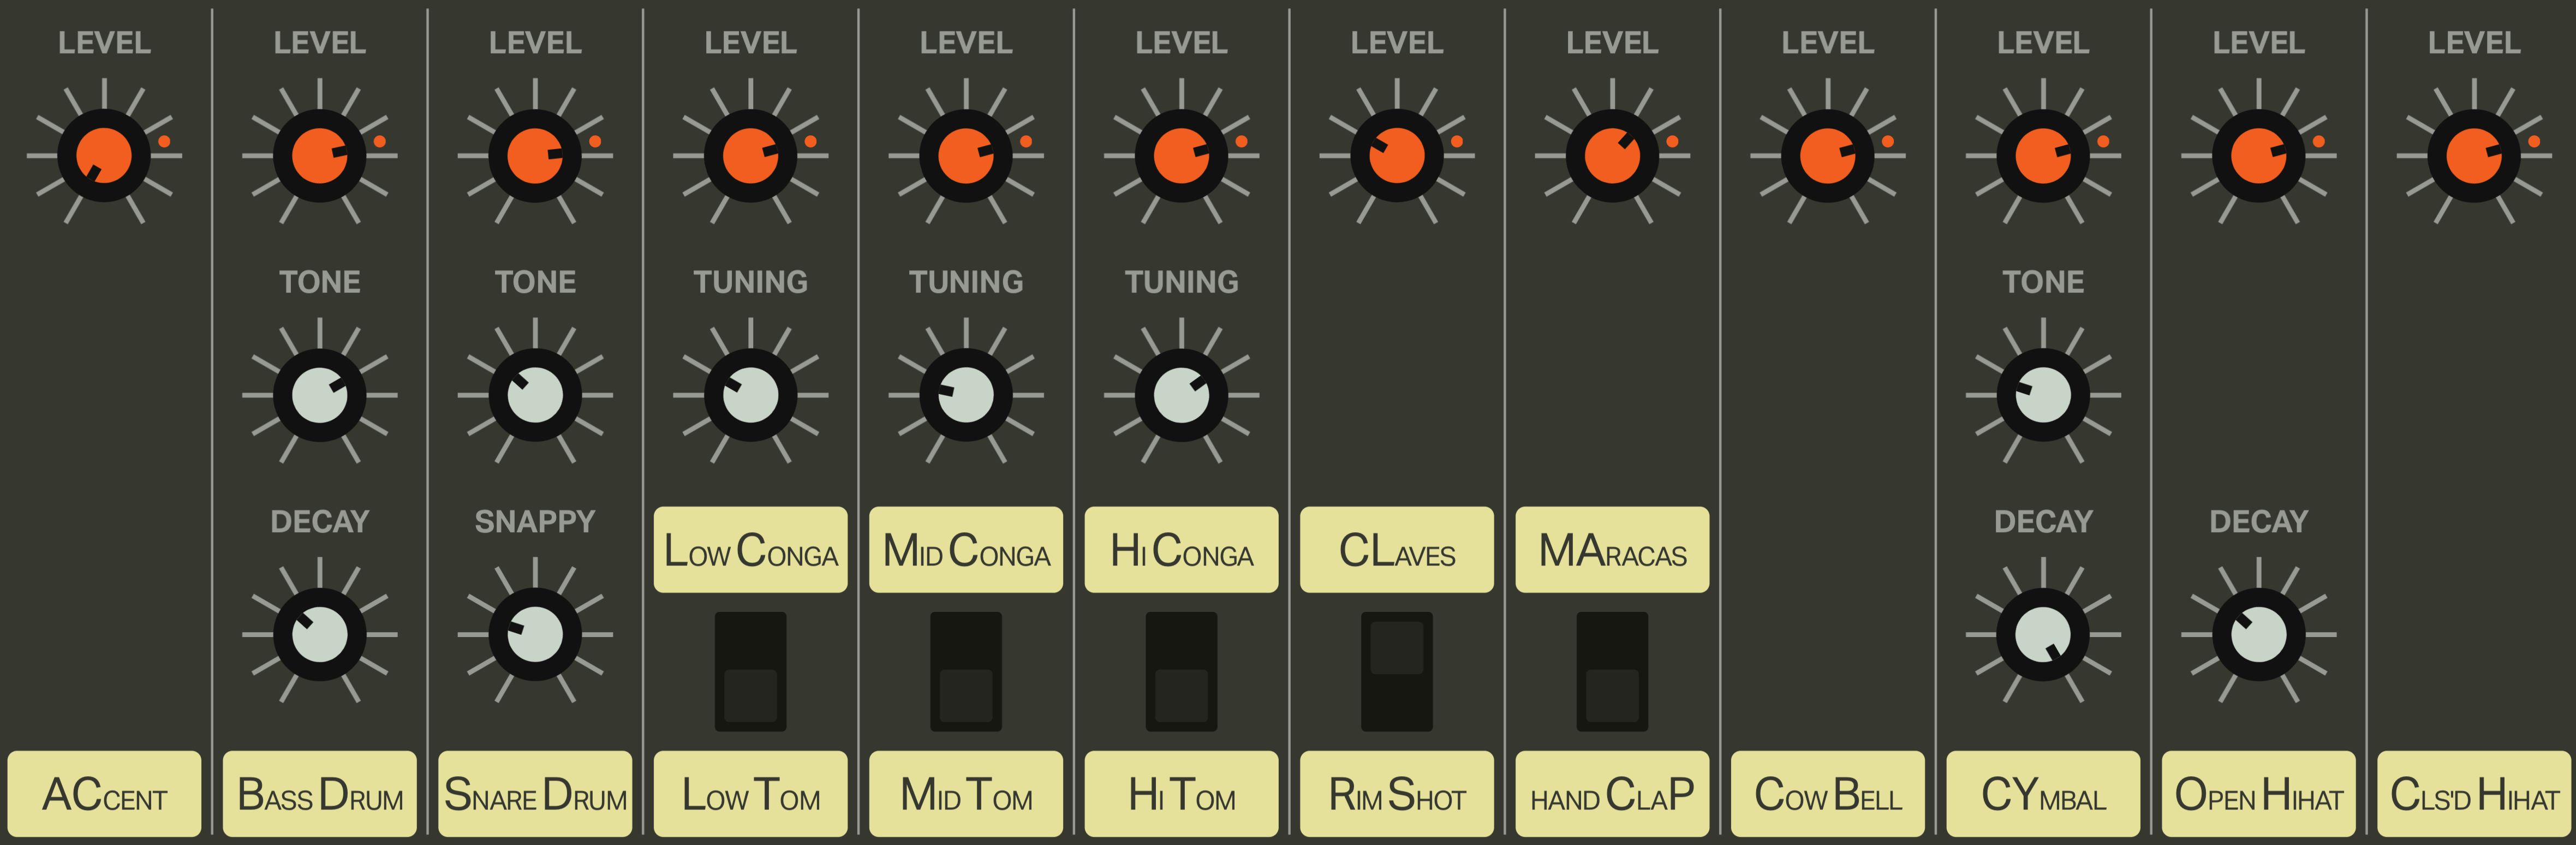 LEVEL LEVEL LEVEL LEVEL LEVEL LEVEL LEVEL LEVEL LEVEL LEVEL LEVEL LEVEL
TONE TONE TUNING TUNING TUNING TONE
DECAY SNAPPY DECAY DECAY
LOW CONGA MID CONGA HI CONGA CLAVES MARACAS
ACCENT BASS DRUM SNARE DRUM LOW TOM MID TOM HI TOM RIM SHOT HAND CLAP COW BELL CYMBAL OPEN HIHAT CLS'D HIHAT